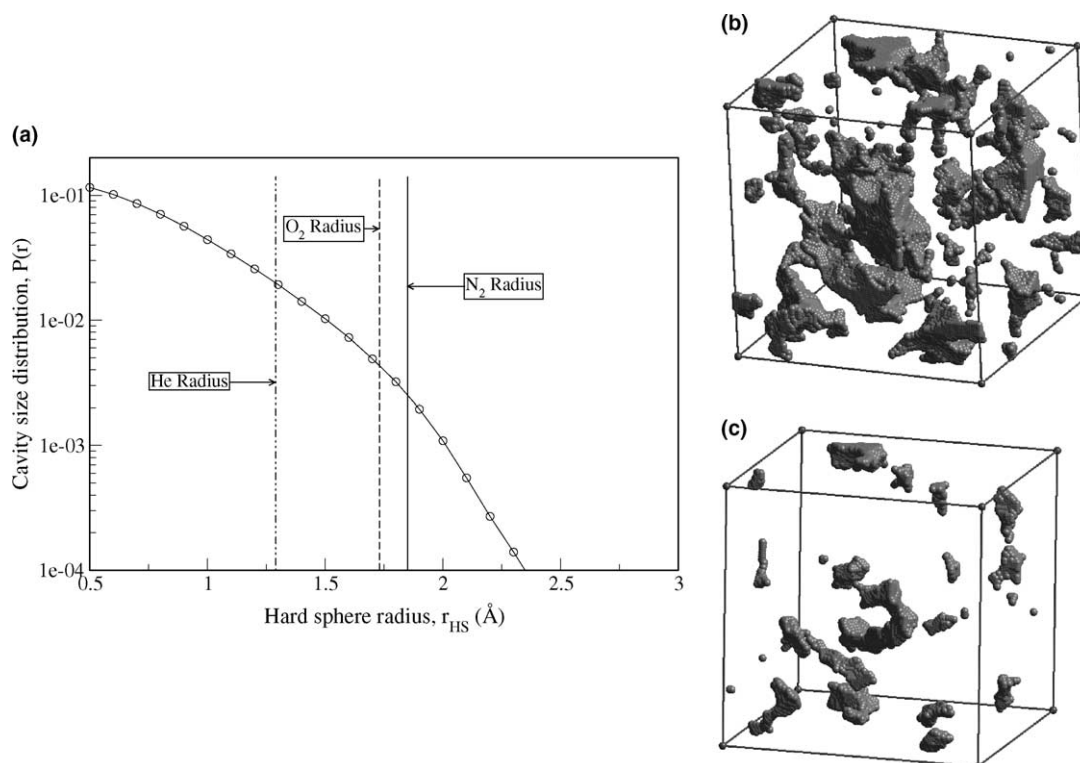 (a)
1e-01
1e-02
1e-03
1e-04
Cavity size distribution, P(r)
He Radius
O2 Radius
N2 Radius
0.5
1
1.5
2
2.5
3
Hard sphere radius, rHS (Å)
(b)
(c)